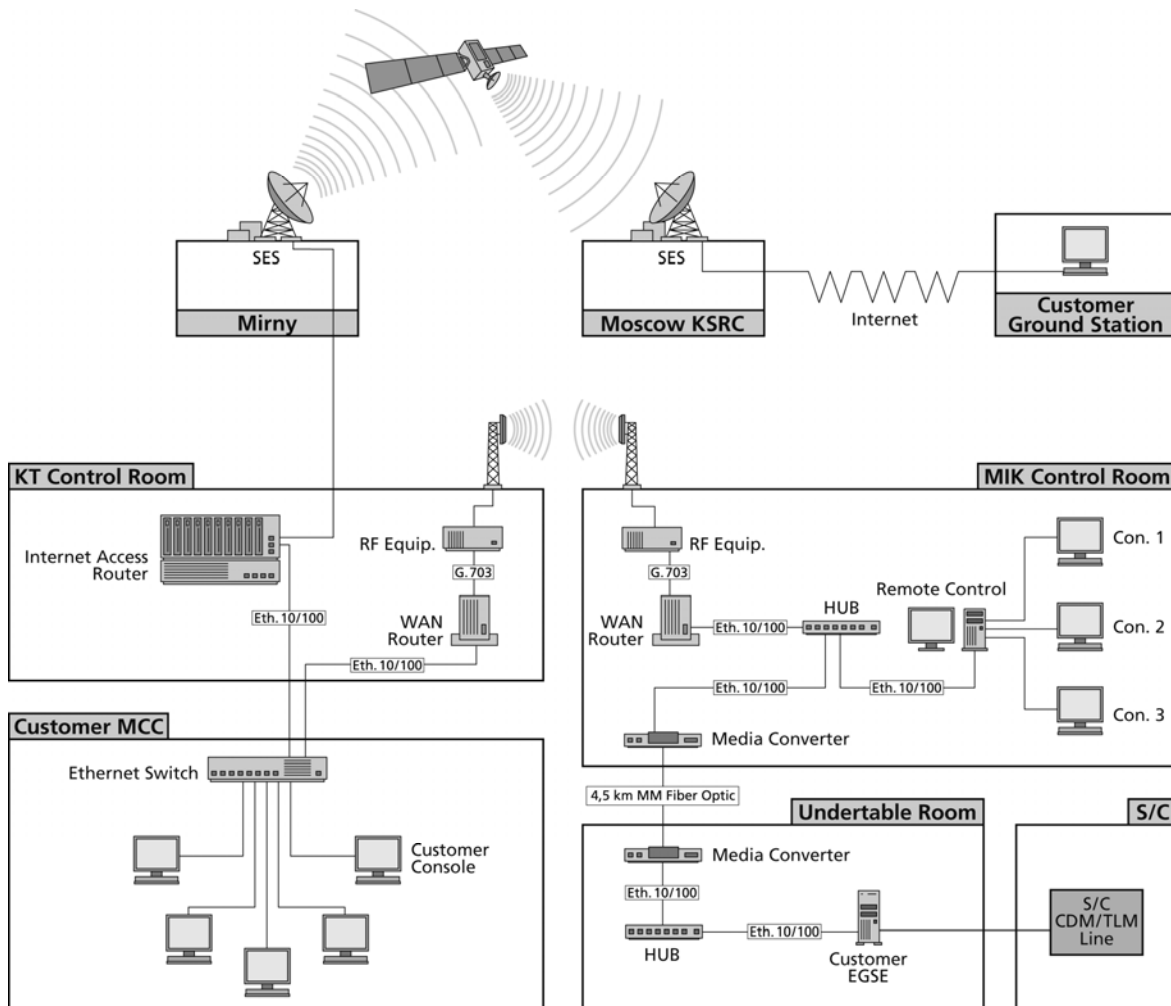 SES
Mirny
SES
Moscow KSRC
Internet
Customer
Ground Station
KT Control Room
Internet Access
Router
RF Equip.
G.703
Eth. 10/100
WAN
Router
Eth. 10/100
MIK Control Room
RF Equip.
G.703
WAN
Router
Eth. 10/100
HUB
Remote Control
Con. 1
Con. 2
Con. 3
Eth. 10/100
Eth. 10/100
Media Converter
Customer MCC
Ethernet Switch
Customer
Console
4,5 km MM Fiber Optic
Undertable Room
Media Converter
Eth. 10/100
HUB
Eth. 10/100
Customer
EGSE
S/C
S/C
CDM/TLM
Line